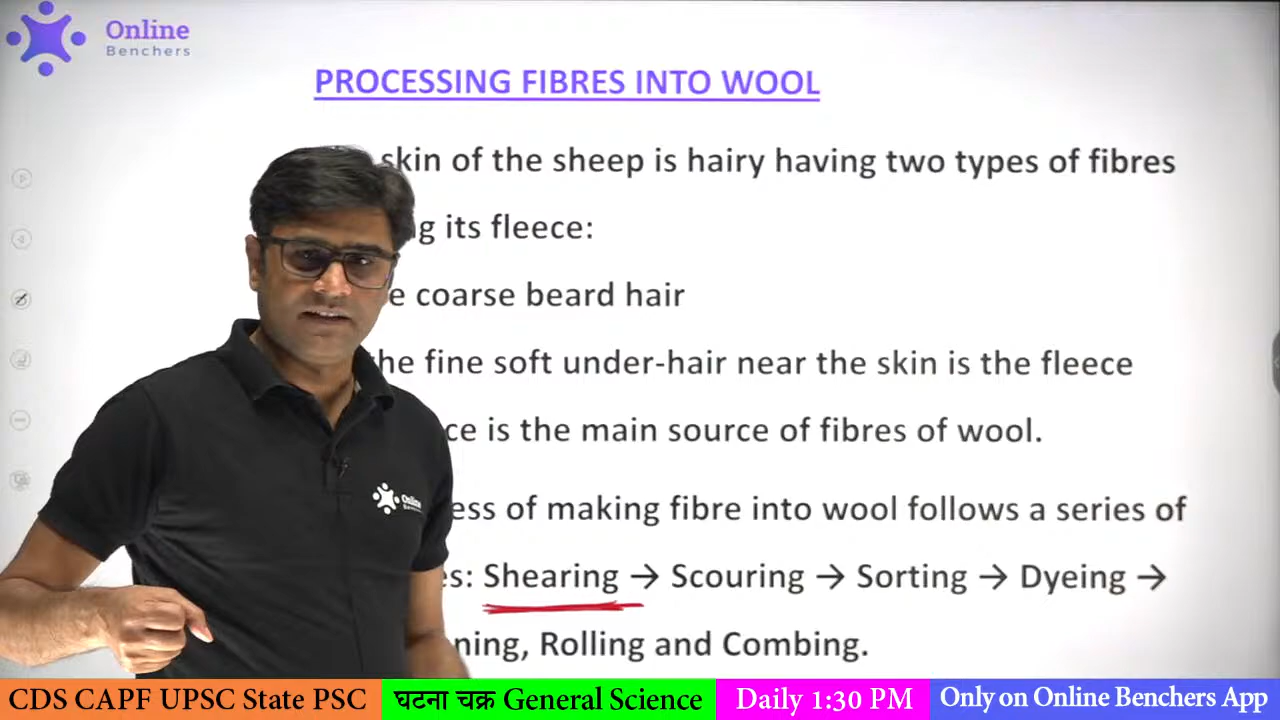 Online
Benchers
PROCESSING FIBRES INTO WOOL
skin of the sheep is hairy having two types of fibres
its fleece:
coarse beard hair
the fine soft under-hair near the skin is the fleece
is the main source of fibres of wool.
of making fibre into wool follows a series of
Shearing → Scouring → Sorting → Dyeing →
Rolling and Combing.
Online
CDS CAPF UPSC State PSC
घटना चक्र General Science
Daily 1:30 PM
Only on Online Benchers App